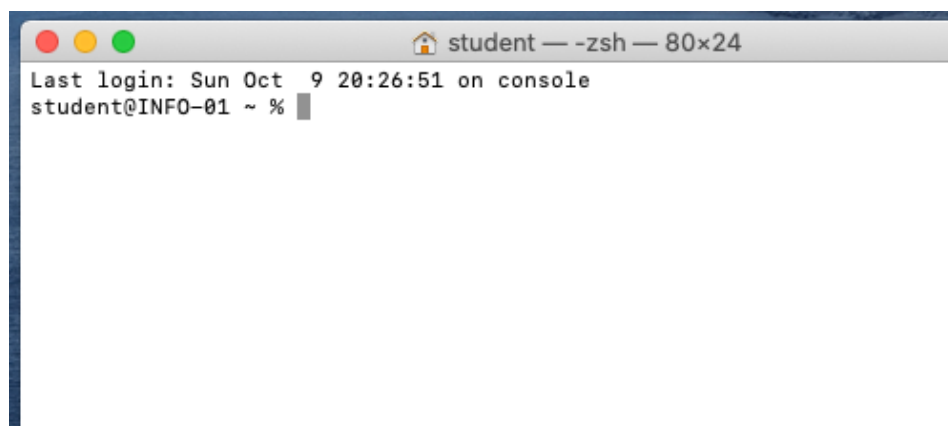 student — -zsh — 80×24
Last login: Sun Oct  9 20:26:51 on console
student@INFO-01 ~ %